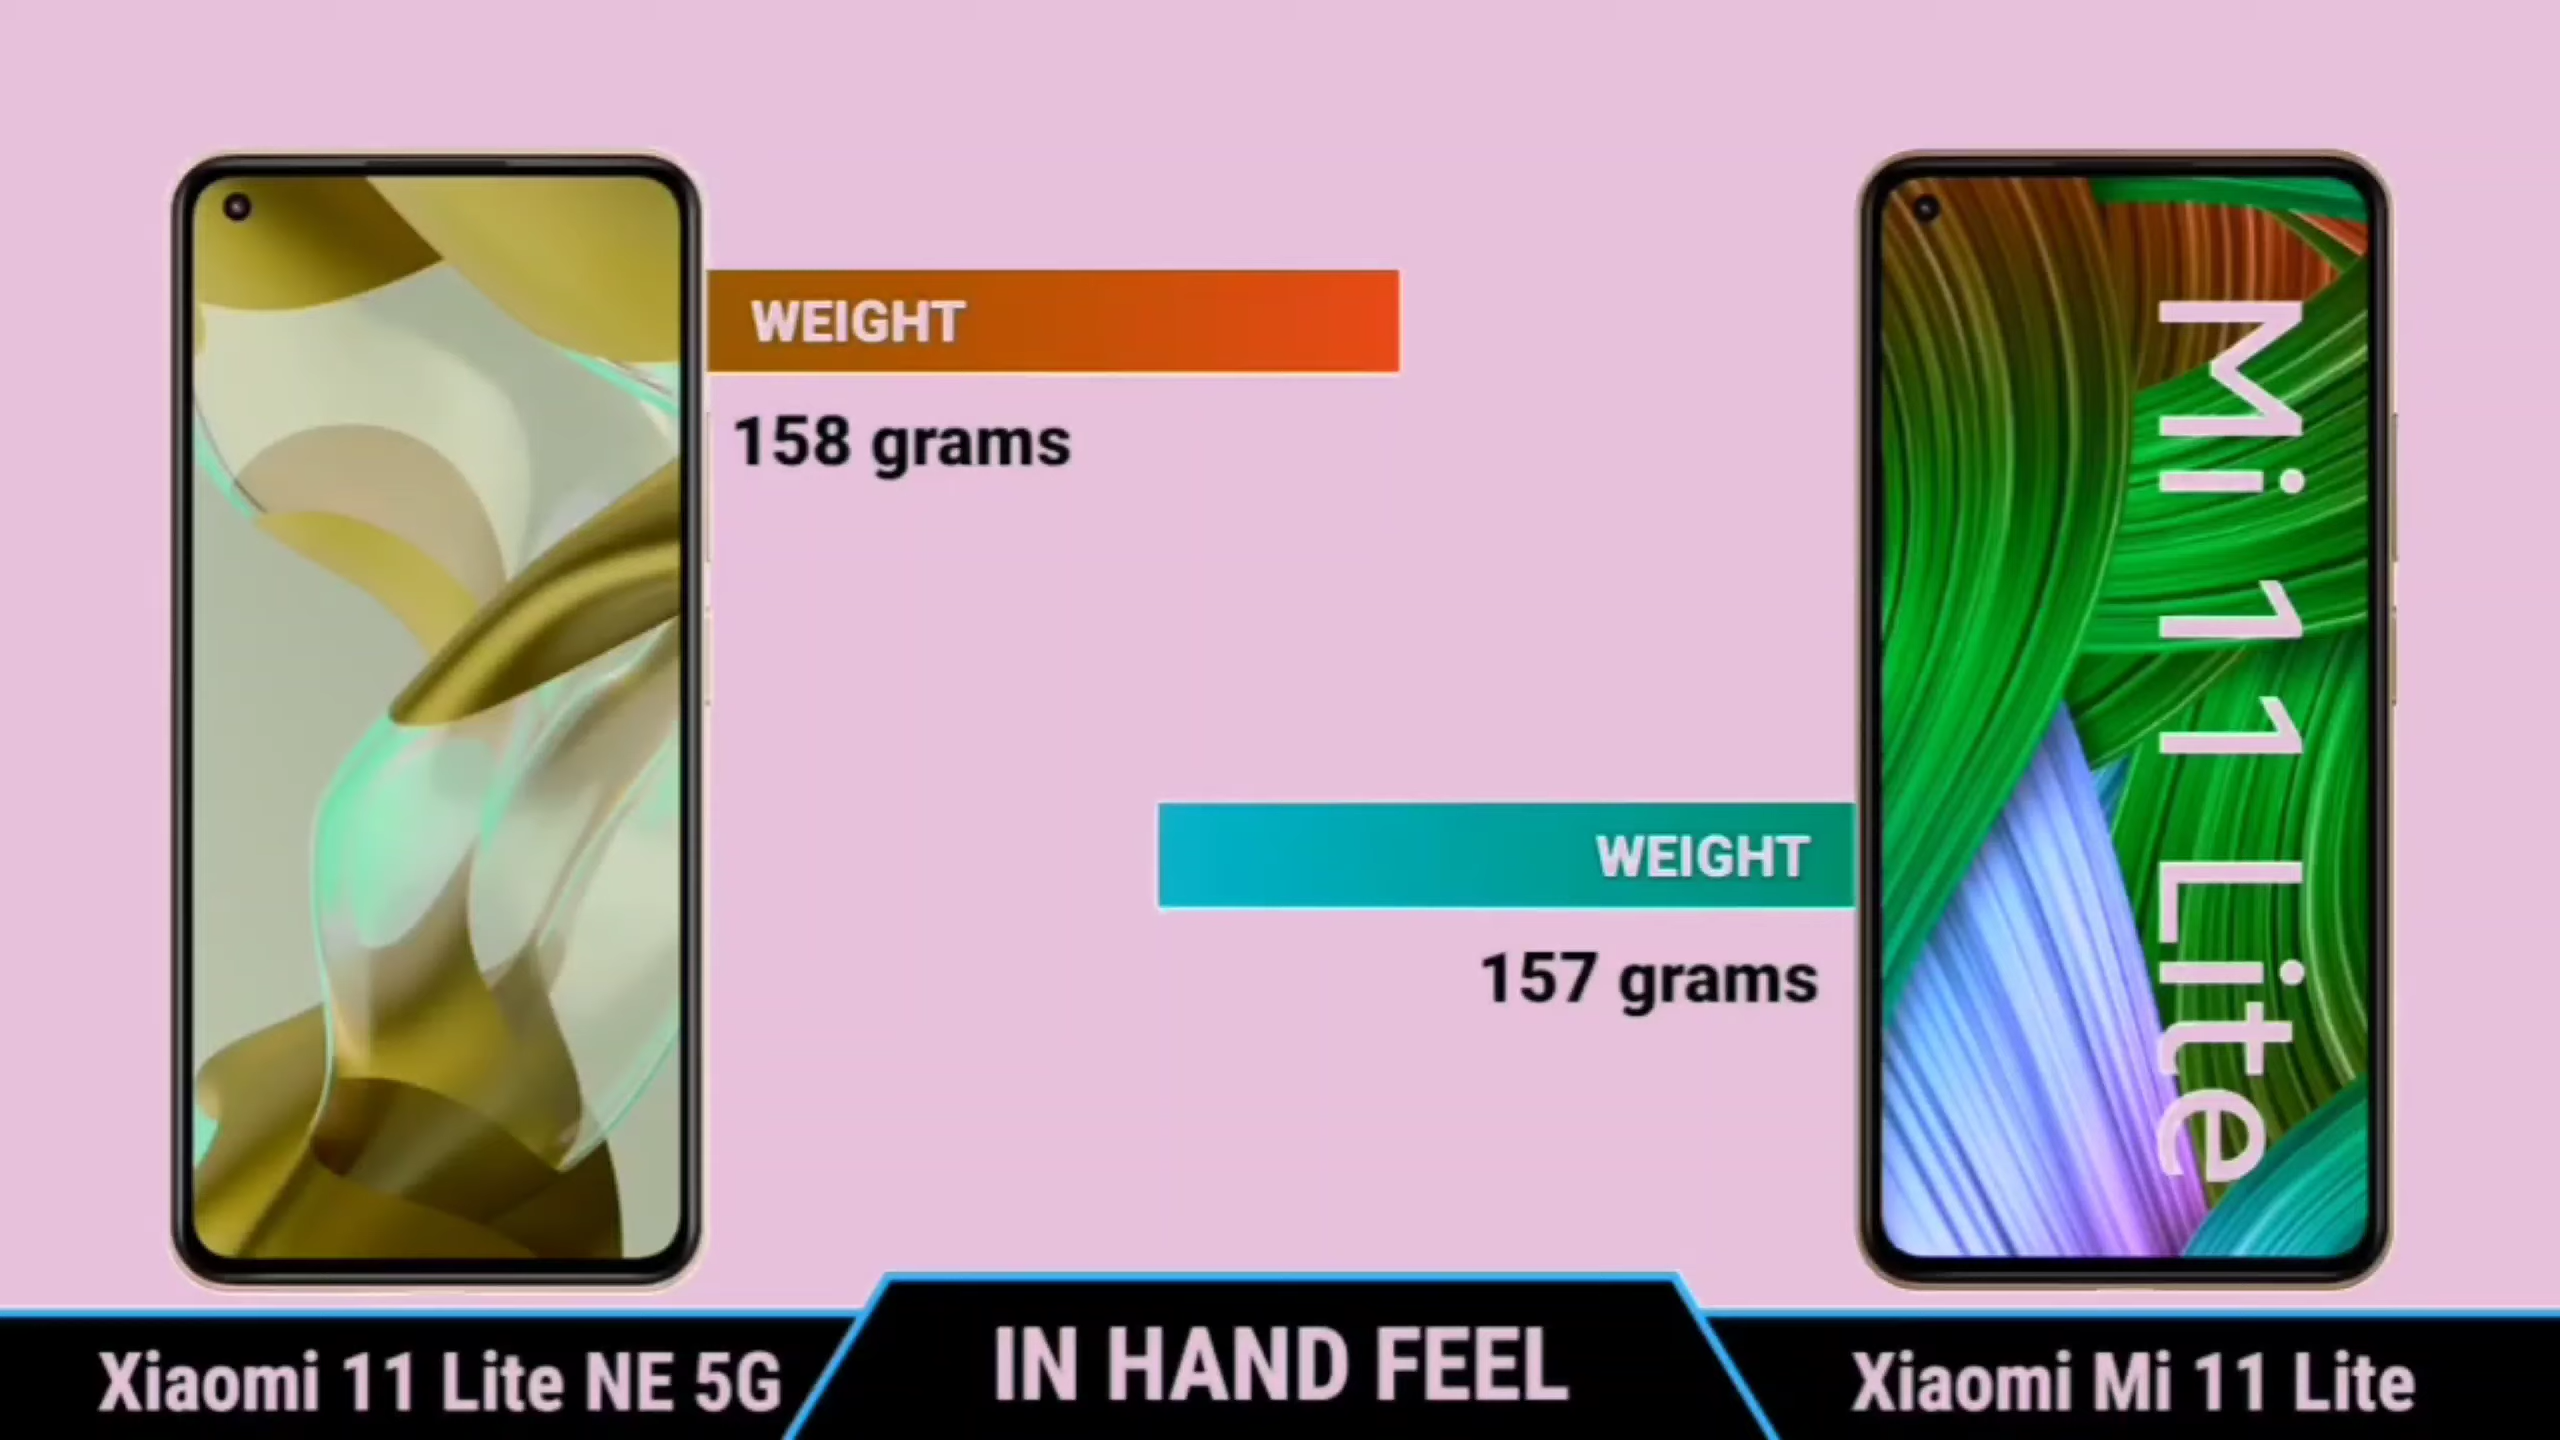 WEIGHT
158 grams
Mi 11 Lite
WEIGHT
157 grams
Xiaomi 11 Lite NE 5G
IN HAND FEEL
Xiaomi Mi 11 Lite